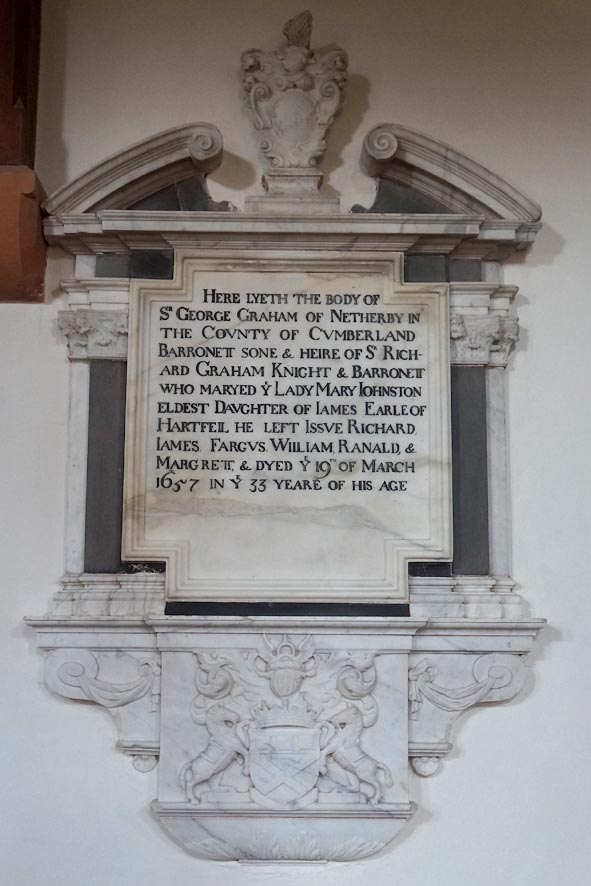 HERE LYETH THE BODY OF
Sʳ GEORGE GRAHAM OF NETHERBY IN
THE COVNTY OF CVMBERLAND
BARRONETT SONE & HEIRE OF Sʳ RICH-
ARD GRAHAM KNIGHT & BARRONETT
WHO MARYED Yᵉ LADY MARY IOHNSTON
ELDEST DAVGHTER OF IAMES EARLE OF
HARTFEIL HE LEFT ISSVE RICHARD,
IAMES, FARGVS, WILLIAM, RANALD, &
MARGRETT, & DYED Yᵉ 19ᵀᴴ OF MARCH
1657 IN Yᵉ 33 YEARE OF HIS AGE